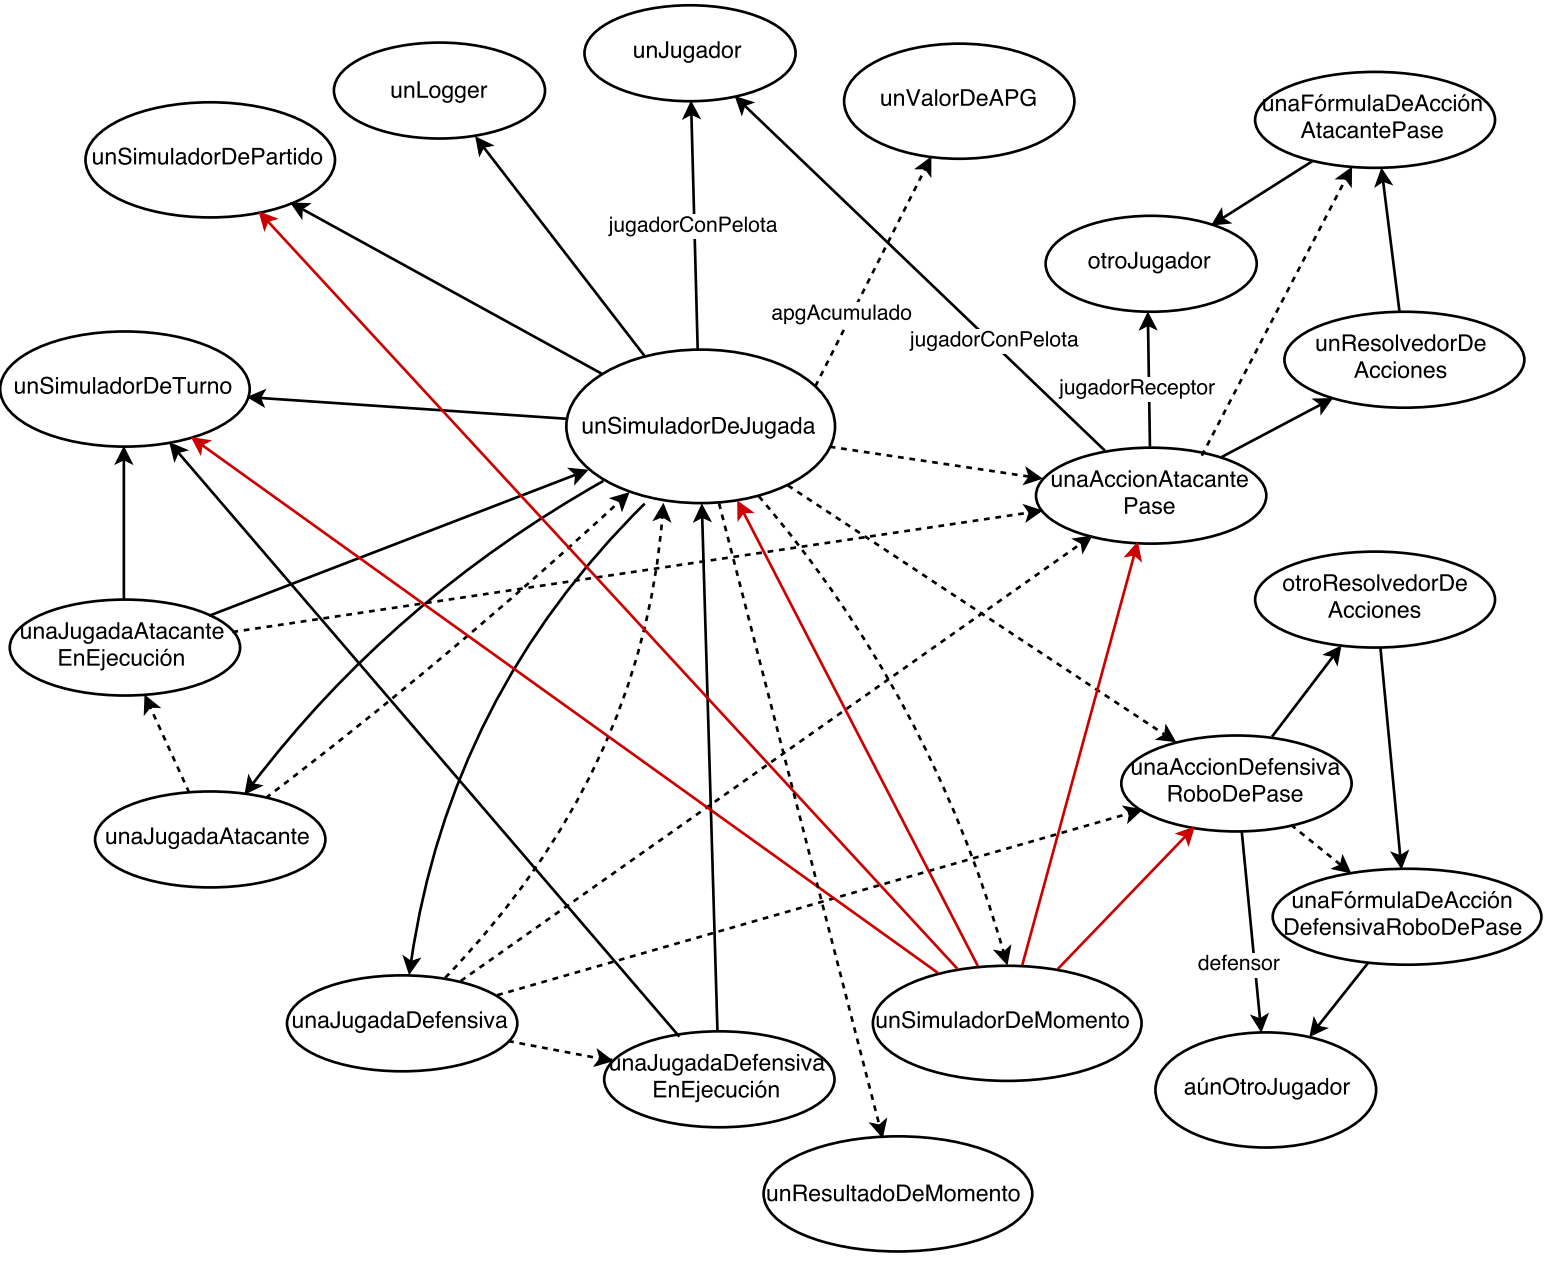 unJugador
unLogger
unValorDeAPG
unaFórmulaDeAcción
AtacantePase
unSimuladorDePartido
jugadorConPelota
otroJugador
apgAcumulado
jugadorConPelota
unResolvedorDe
Acciones
unSimuladorDeTurno
jugadorReceptor
unSimuladorDeJugada
unaAccionAtacante
Pase
otroResolvedorDe
Acciones
unaJugadaAtacante
EnEjecución
unaAccionDefensiva
RoboDePase
unaJugadaAtacante
unaFórmulaDeAcción
DefensivaRoboDePase
defensor
unaJugadaDefensiva
unSimuladorDeMomento
unaJugadaDefensiva
EnEjecución
aúnOtroJugador
unResultadoDeMomento